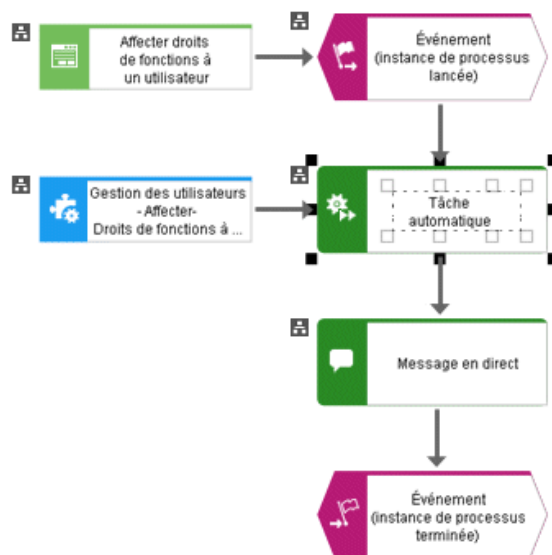 Affecter droits
de fonctions à
un utilisateur
Événement
(instance de processus
lancée)
Gestion des utilisateurs
- Affecter-
Droits de fonctions à ...
Tâche
automatique
Message en direct
Événement
(instance de processus
terminée)